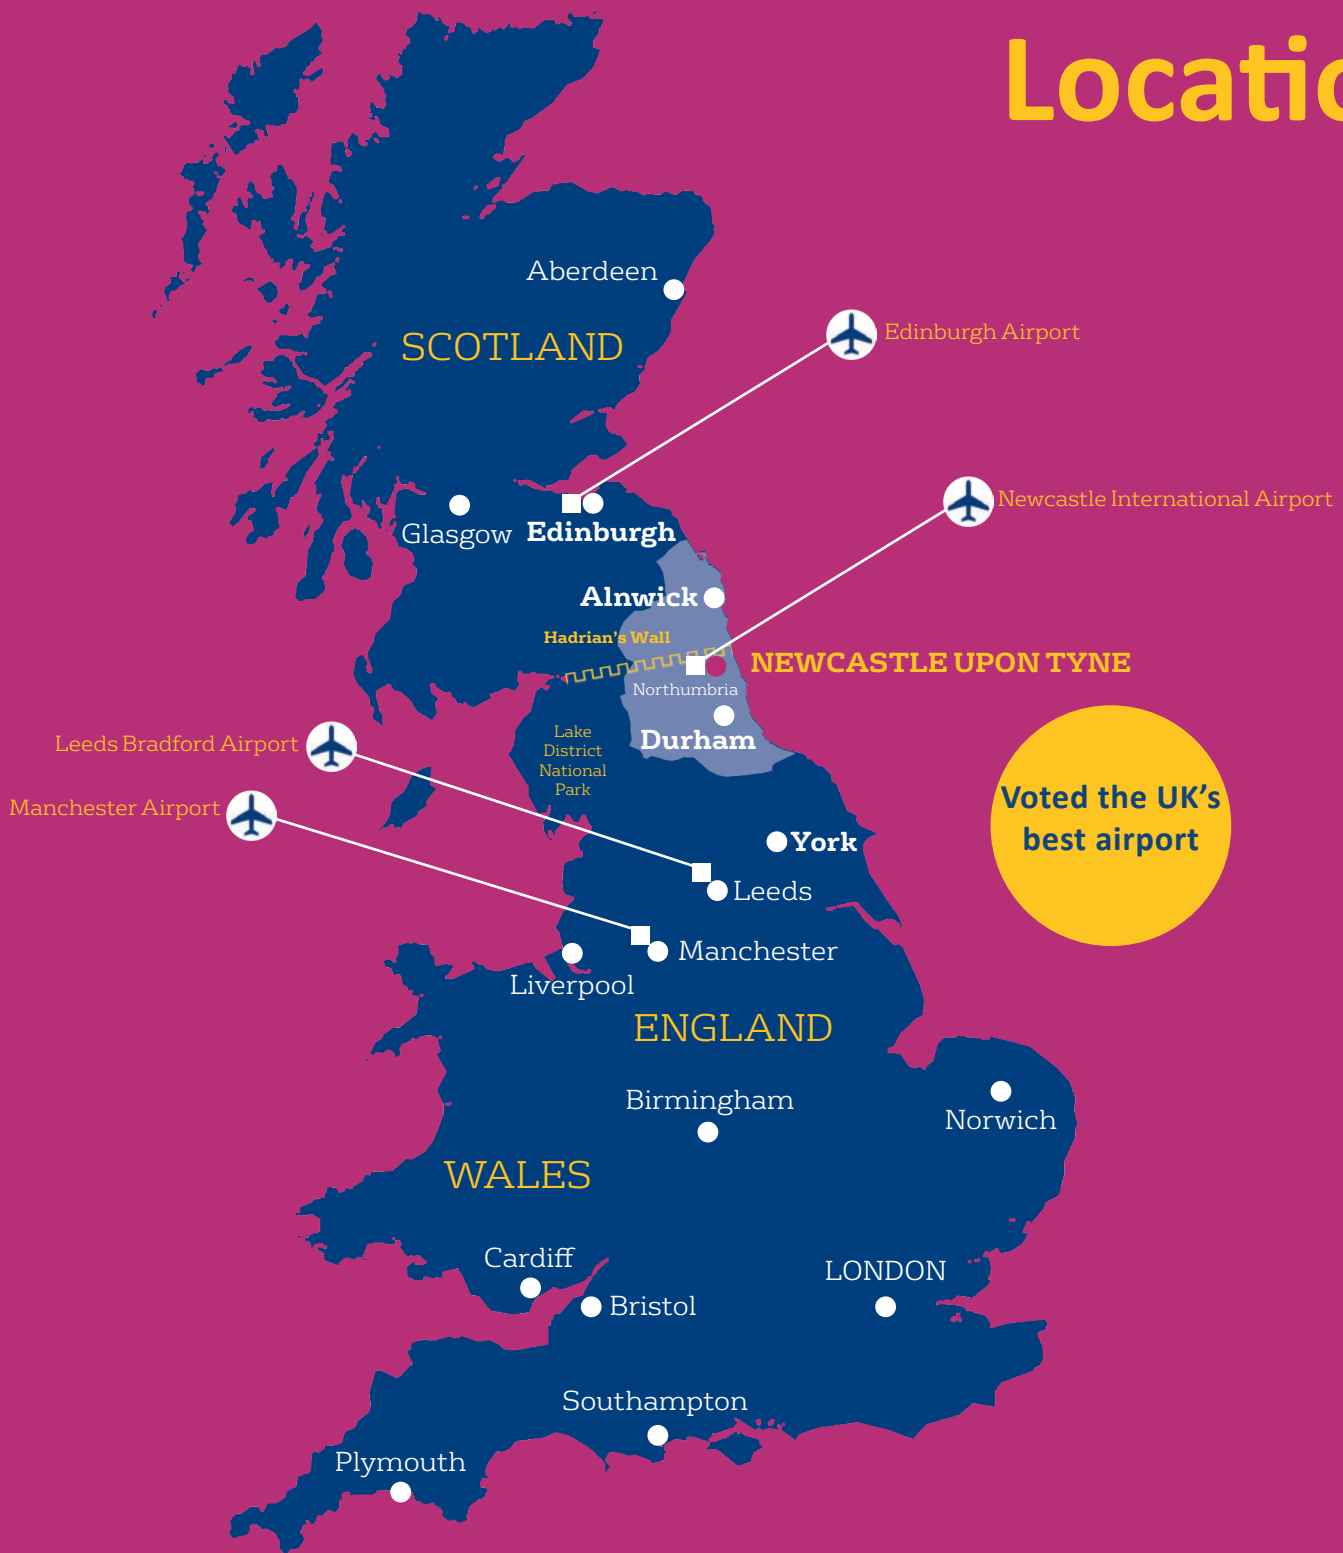 Locatio
Aberdeen
SCOTLAND
Edinburgh Airport
Newcastle International Airport
Glasgow
Edinburgh
Alnwick
Hadrian's Wall
NEWCASTLE UPON TYNE
Northumbria
Durham
Lake
District
National
Park
Leeds Bradford Airport
Manchester Airport
Voted the UK’s
best airport
York
Leeds
Manchester
Liverpool
ENGLAND
Birmingham
Norwich
WALES
Cardiff
LONDON
Bristol
Southampton
Plymouth